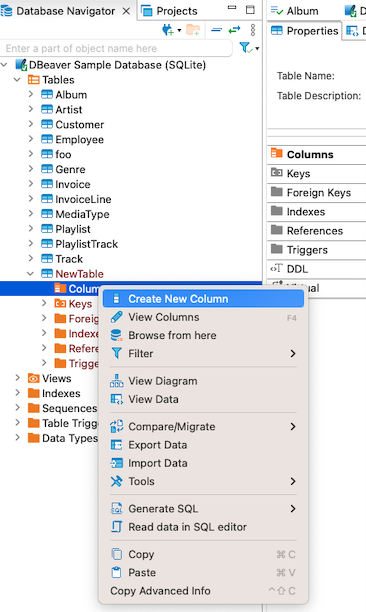 Database Navigator
Projects
Album
D
Enter a part of object name here
Properties
D
DBeaver Sample Database (SQLite)
Tables
Album
Artist
Customer
Employee
foo
Genre
Invoice
InvoiceLine
MediaType
Playlist
PlaylistTrack
Track
NewTable
Colum
Keys
Foreig
Indexe
Refere
Trigge
Views
Indexes
Sequences
Table Trigg
Data Types
Table Name:
Table Description:
Columns
Keys
Foreign Keys
Indexes
References
Triggers
DDL
Create New Column
View Columns F4
Browse from here
Filter
View Diagram
View Data
Compare/Migrate
Export Data
Import Data
Tools
Generate SQL
Read data in SQL editor
Copy ⌘ C
Paste ⌘ V
Copy Advanced Info ^⇧ C